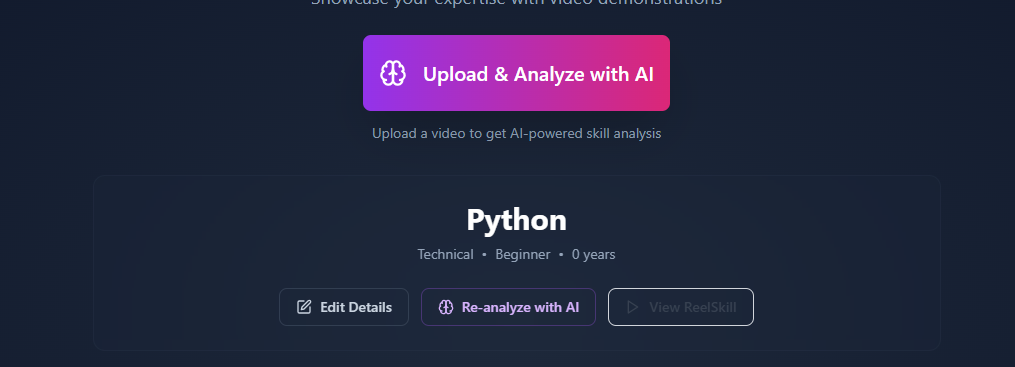 Showcase your expertise with video demonstrations
Upload & Analyze with AI
Upload a video to get AI-powered skill analysis
Python
Technical • Beginner • 0 years
Edit Details
Re-analyze with AI
View ReelSkill